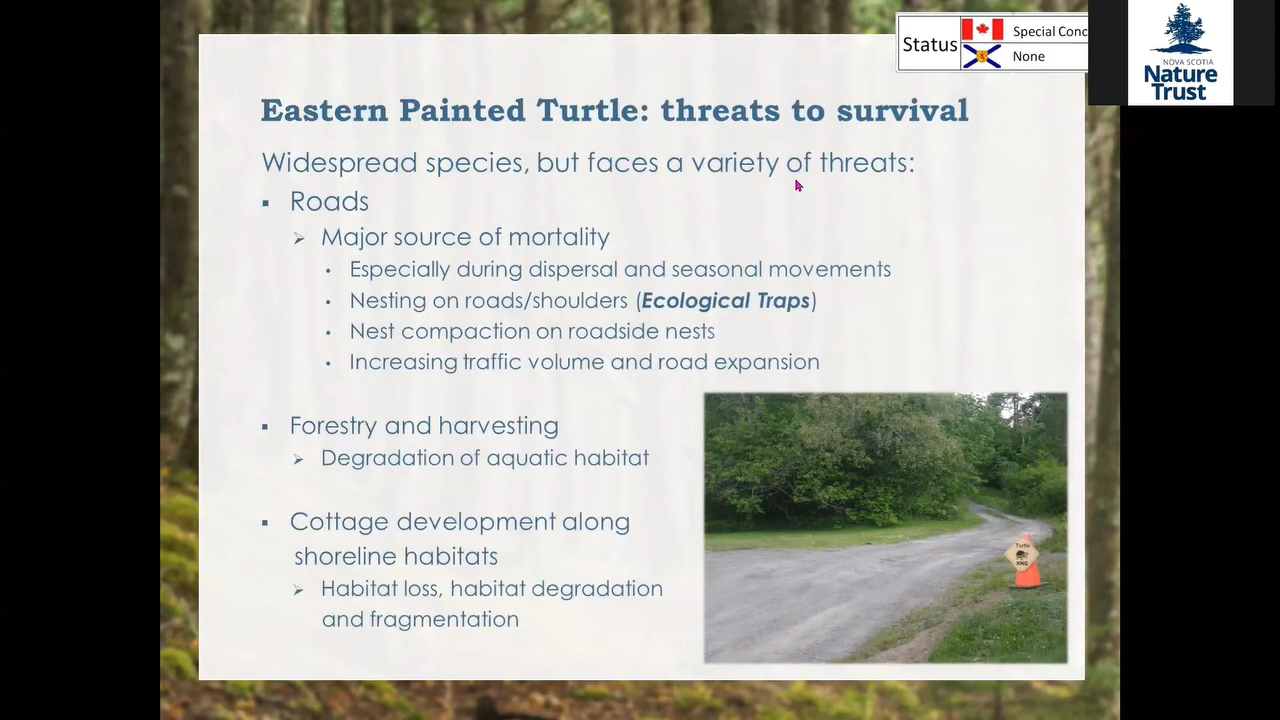 Status
Special Conc
None
NOVA SCOTIA
Nature
Trust
Eastern Painted Turtle: threats to survival
Widespread species, but faces a variety of threats:
▪ Roads
➢ Major source of mortality
• Especially during dispersal and seasonal movements
• Nesting on roads/shoulders (Ecological Traps)
• Nest compaction on roadside nests
• Increasing traffic volume and road expansion
▪ Forestry and harvesting
➢ Degradation of aquatic habitat
▪ Cottage development along
shoreline habitats
➢ Habitat loss, habitat degradation
and fragmentation
Turtle
XING